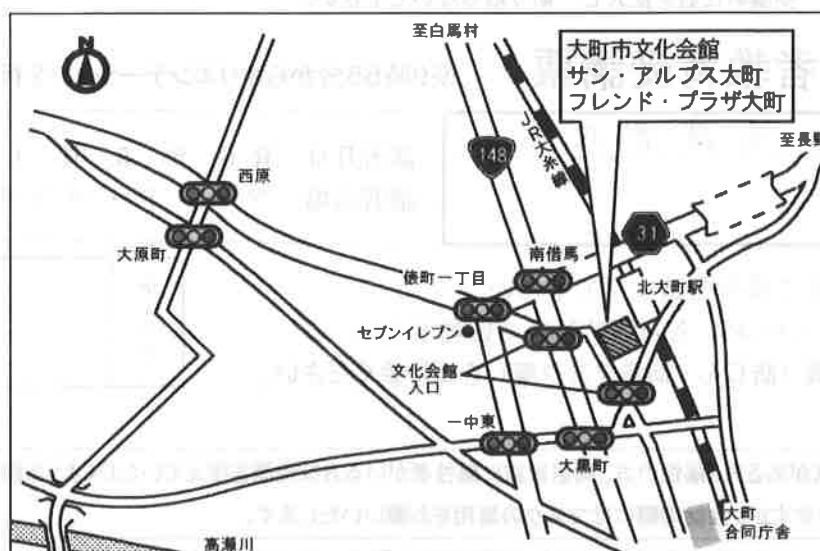 至白馬村
大町市文化会館
サン・アルプス大町
フレンド・プラザ大町
N
JR大糸線
148
至長野
西原
31
大原町
南借馬
俵町一丁目
北大町駅
セブンイレブン
文化会館
入口
一中東
大黒町
大町
合同庁舎
高瀬川